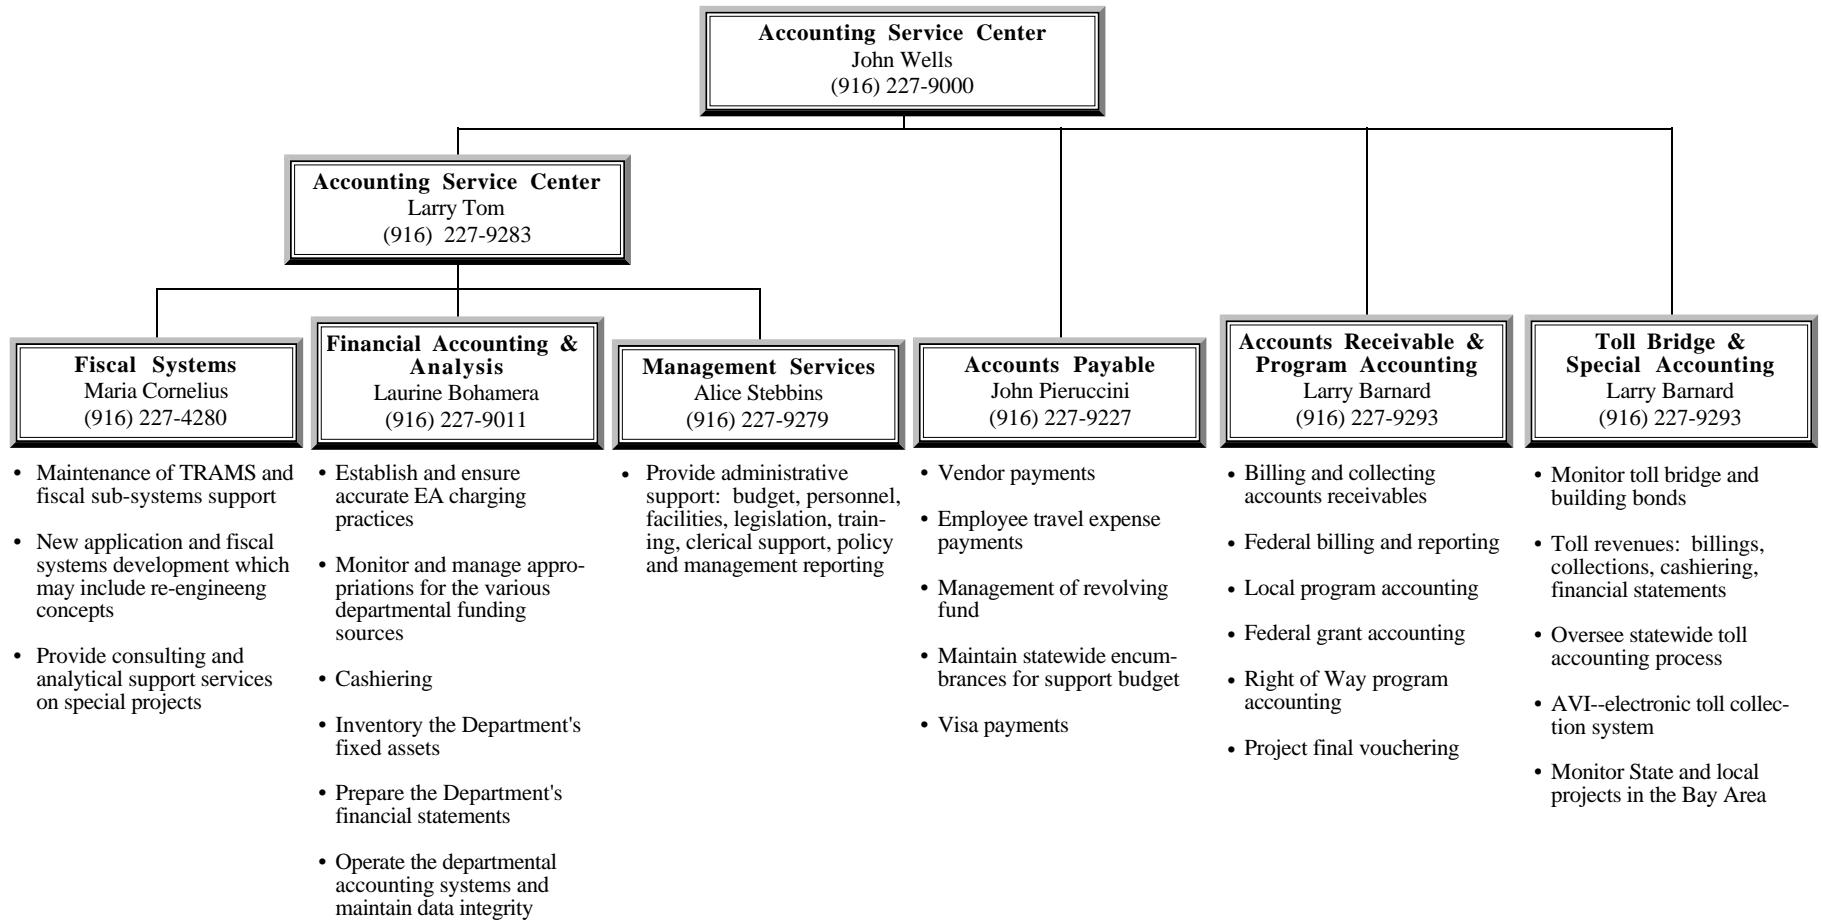 Accounting Service Center
John Wells
(916) 227-9000
Accounting Service Center
Larry Tom
(916) 227-9283
Fiscal Systems
Maria Cornelius
(916) 227-4280
• Maintenance of TRAMS and
fiscal sub-systems support
• New application and fiscal
systems development which
may include re-engineeng
concepts
• Provide consulting and
analytical support services
on special projects
Financial Accounting &
Analysis
Laurine Bohamera
(916) 227-9011
• Establish and ensure
accurate EA charging
practices
• Monitor and manage appro-
priations for the various
departmental funding
sources
• Cashiering
• Inventory the Department's
fixed assets
• Prepare the Department's
financial statements
• Operate the departmental
accounting systems and
maintain data integrity
Management Services
Alice Stebbins
(916) 227-9279
• Provide administrative
support: budget, personnel,
facilities, legislation, train-
ing, clerical support, policy
and management reporting
Accounts Payable
John Pieruccini
(916) 227-9227
• Vendor payments
• Employee travel expense
payments
• Management of revolving
fund
• Maintain statewide encum-
brances for support budget
• Visa payments
Accounts Receivable &
Program Accounting
Larry Barnard
(916) 227-9293
• Billing and collecting
accounts receivables
• Federal billing and reporting
• Local program accounting
• Federal grant accounting
• Right of Way program
accounting
• Project final vouchering
Toll Bridge &
Special Accounting
Larry Barnard
(916) 227-9293
• Monitor toll bridge and
building bonds
• Toll revenues: billings,
collections, cashiering,
financial statements
• Oversee statewide toll
accounting process
• AVI--electronic toll collec-
tion system
• Monitor State and local
projects in the Bay Area